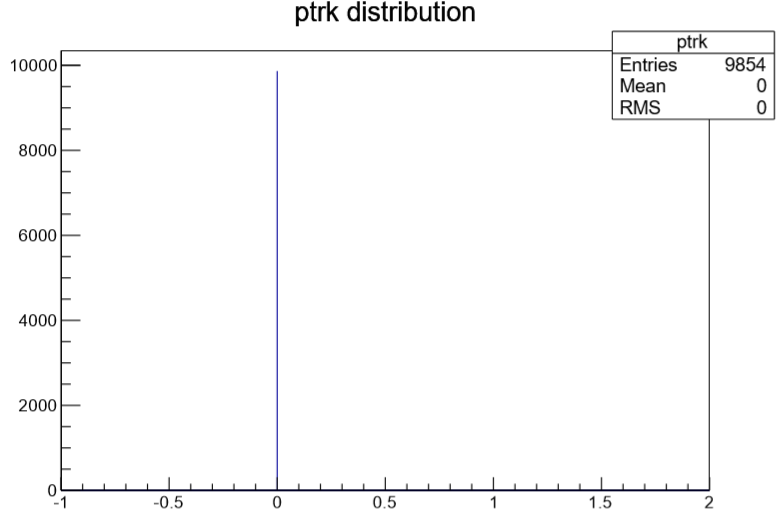 ptrk distribution
ptrk
Entries 9854
Mean 0
RMS 0
10000
8000
6000
4000
2000
0
-1 -0.5 0 0.5 1 1.5 2